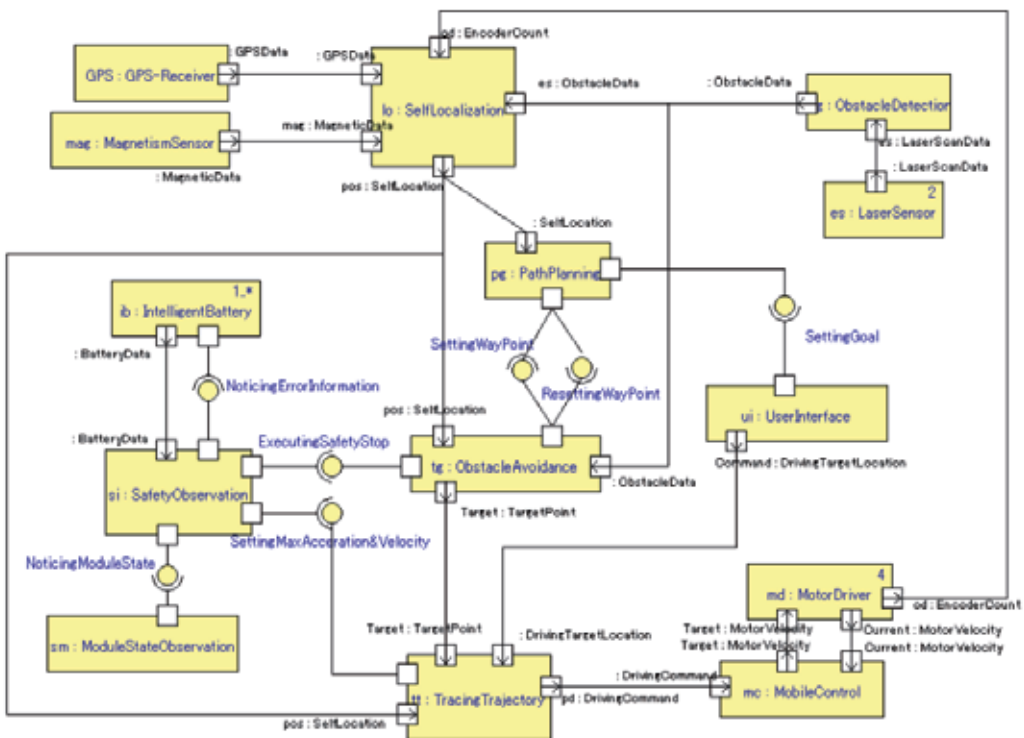 od : EncoderCount
: GPSData
: GPSData
GPS : GPS-Receiver
es : ObstacleData
: ObstacleData
lo : SelfLocalization
: ObstacleDetection
mag : MagneticData
mag : MagnetismSensor
es : LaserScanData
: MagneticData
: LaserScanData
pos : SelfLocation
2
es : LaserSensor
: SelfLocation
pg : PathPlanning
1..*
ib : IntelligentBattery
SettingGoal
SettingWayPoint
: BatteryData
NoticingErrorInformation
ResettingWayPoint
pos : SelfLocation
ui : UserInterface
: BatteryData
ExecutingSafetyStop
tg : ObstacleAvoidance
Command : DrivingTargetLocation
: ObstacleData
si : SafetyObservation
Target : TargetPoint
SettingMaxAcceration&Velocity
NoticingModuleState
4
md : MotorDriver
od : EncoderCount
Target : MotorVelocity
Current : MotorVelocity
Target : TargetPoint
: DrivingTargetLocation
Target : MotorVelocity
Current : MotorVelocity
sm : ModuleStateObservation
: DrivingCommand
tt : TracingTrajectory
pd : DrivingCommand
mc : MobileControl
pos : SelfLocation